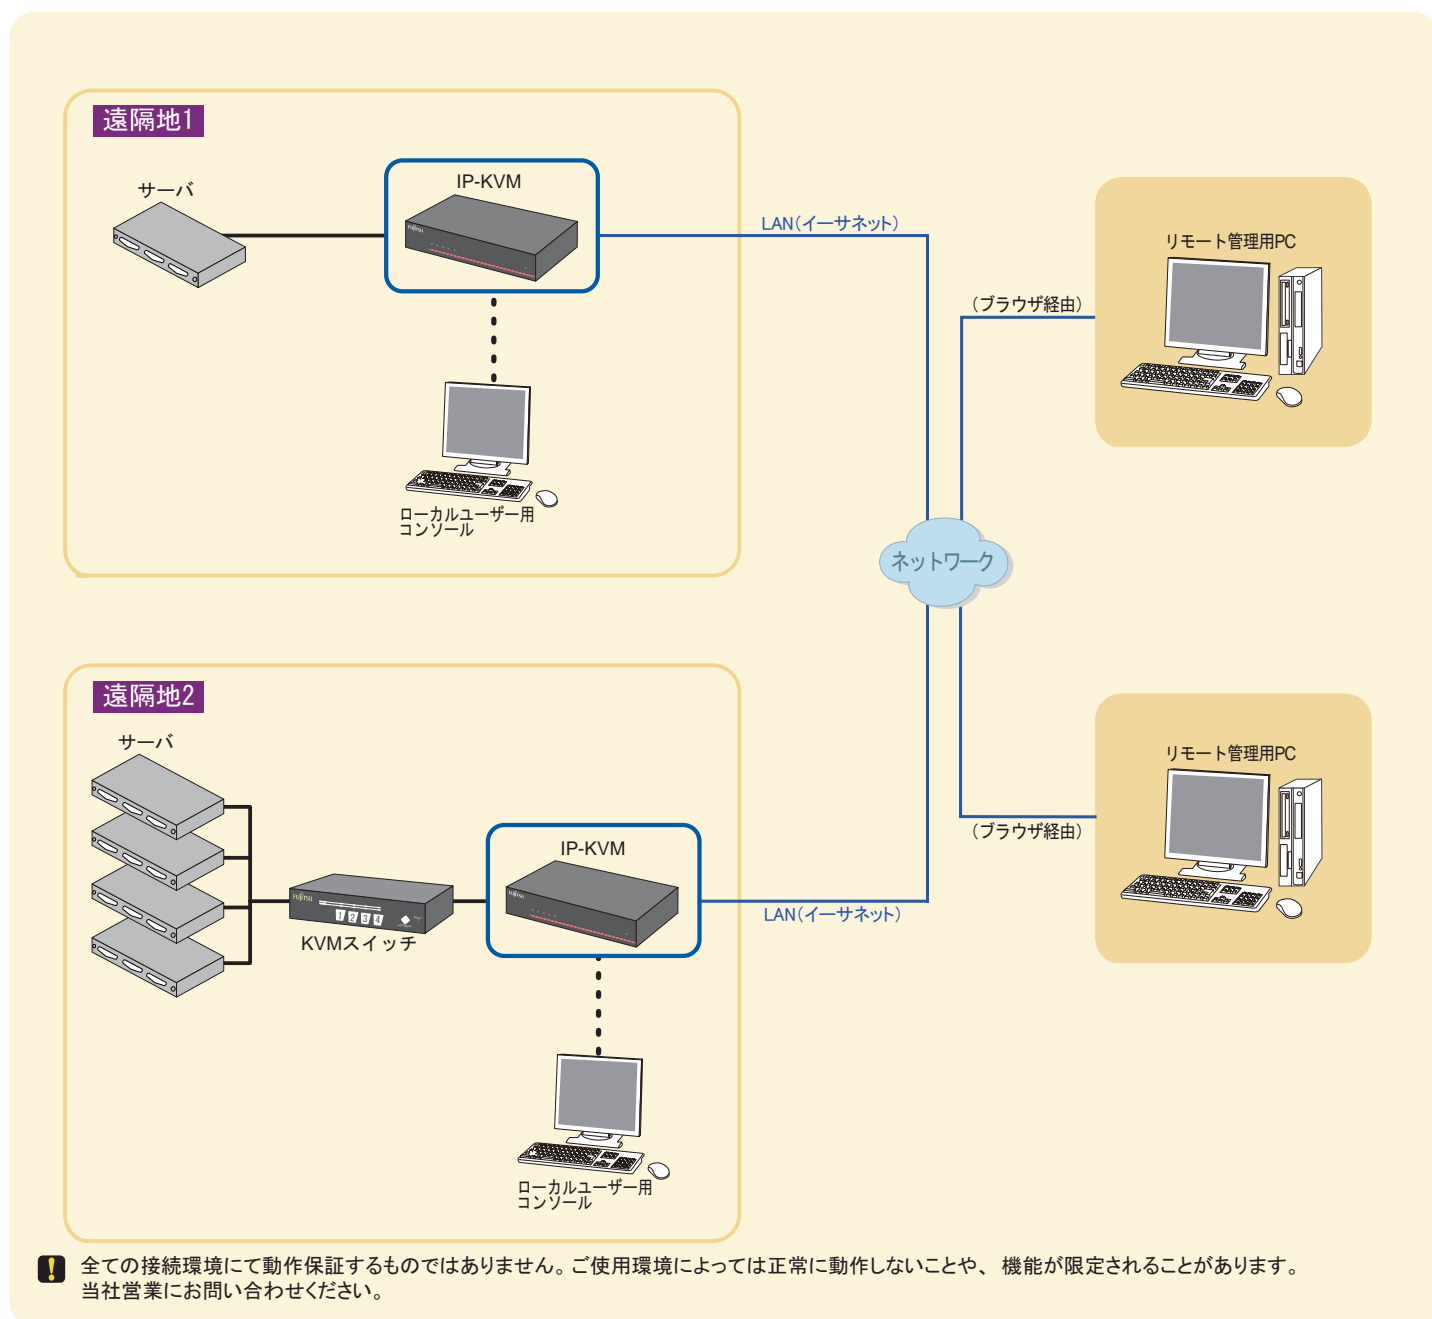 遠隔地1
サーバ
IP-KVM
FUJITSU
LAN（イーサネット）
リモート管理用PC
（ブラウザ経由）
ローカルユーザー用
コンソール
ネットワーク
遠隔地2
サーバ
IP-KVM
FUJITSU
FUJITSU
1 2 3 4
KVMスイッチ
LAN（イーサネット）
リモート管理用PC
（ブラウザ経由）
ローカルユーザー用
コンソール
全ての接続環境にて動作保証するものではありません。ご使用環境によっては正常に動作しないことや、機能が限定されることがあります。
当社営業にお問い合わせください。